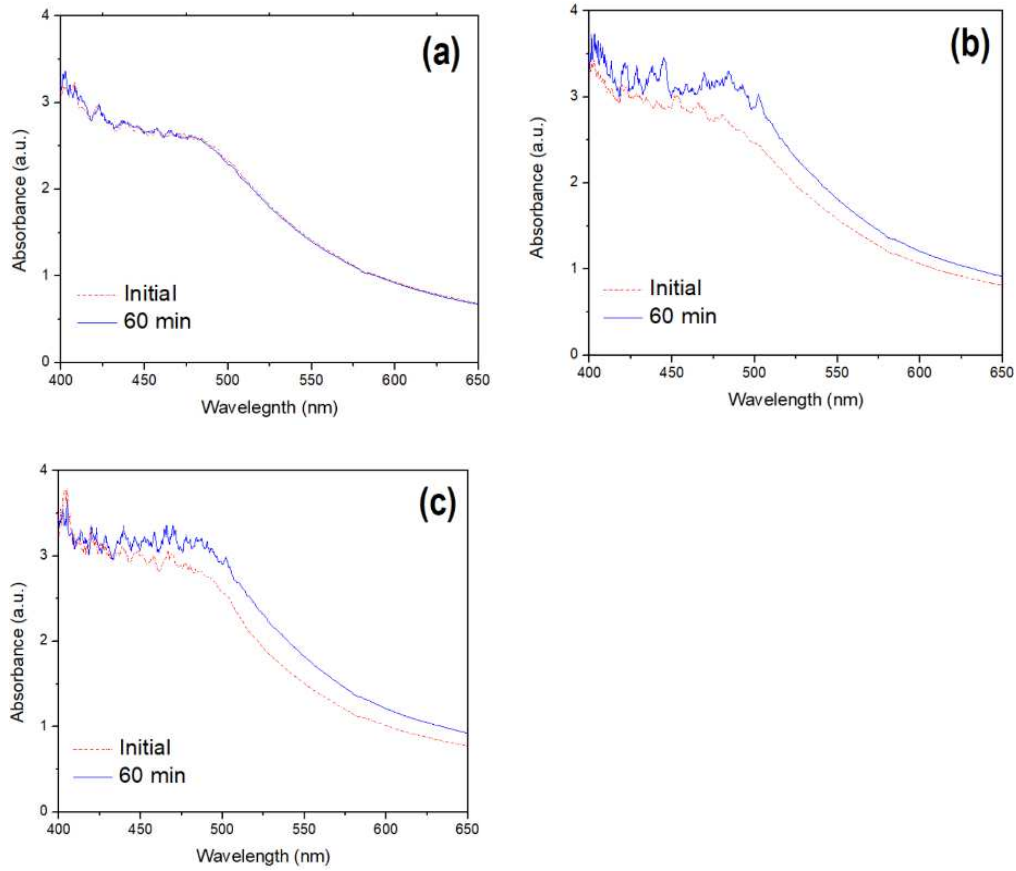 (a)
4
3
2
1
0
Absorbance (a.u.)
Initial
60 min
400 450 500 550 600 650
Wavelegnth (nm)
(b)
4
3
2
1
0
Absorbance (a.u.)
Initial
60 min
400 450 500 550 600 650
Wavelength (nm)
(c)
4
3
2
1
0
Absorbance (a.u.)
Initial
60 min
400 450 500 550 600 650
Wavelength (nm)